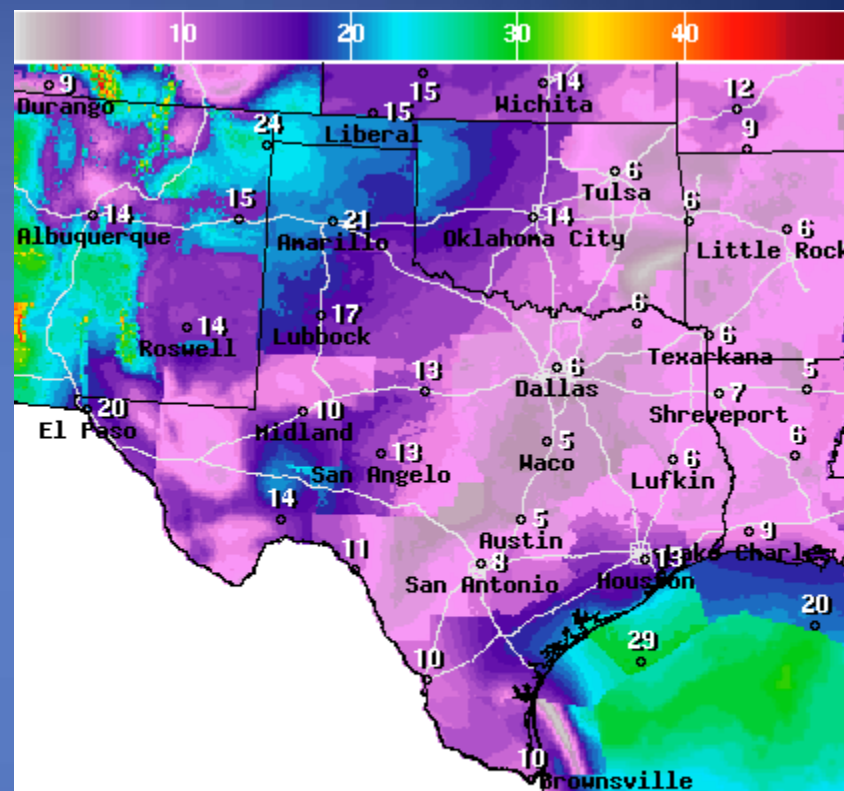 10 20 30 40
9
Durango
15
14
Wichita
12
15
Liberal
24
9
6
Tulsa
14
Albuquerque
15
21
Amarillo
14
Oklahoma City
6
6
Little Rock
14
Roswell
17
Lubbock
6
6
Texarkana
6
Dallas
13
7
Shreveport
5
20
El Paso
10
Midland
13
San Angelo
5
Waco
6
Lufkin
6
14
5
Austin
9
Lake Charles
11
8
San Antonio
13
Houston
20
29
10
10
Brownsville